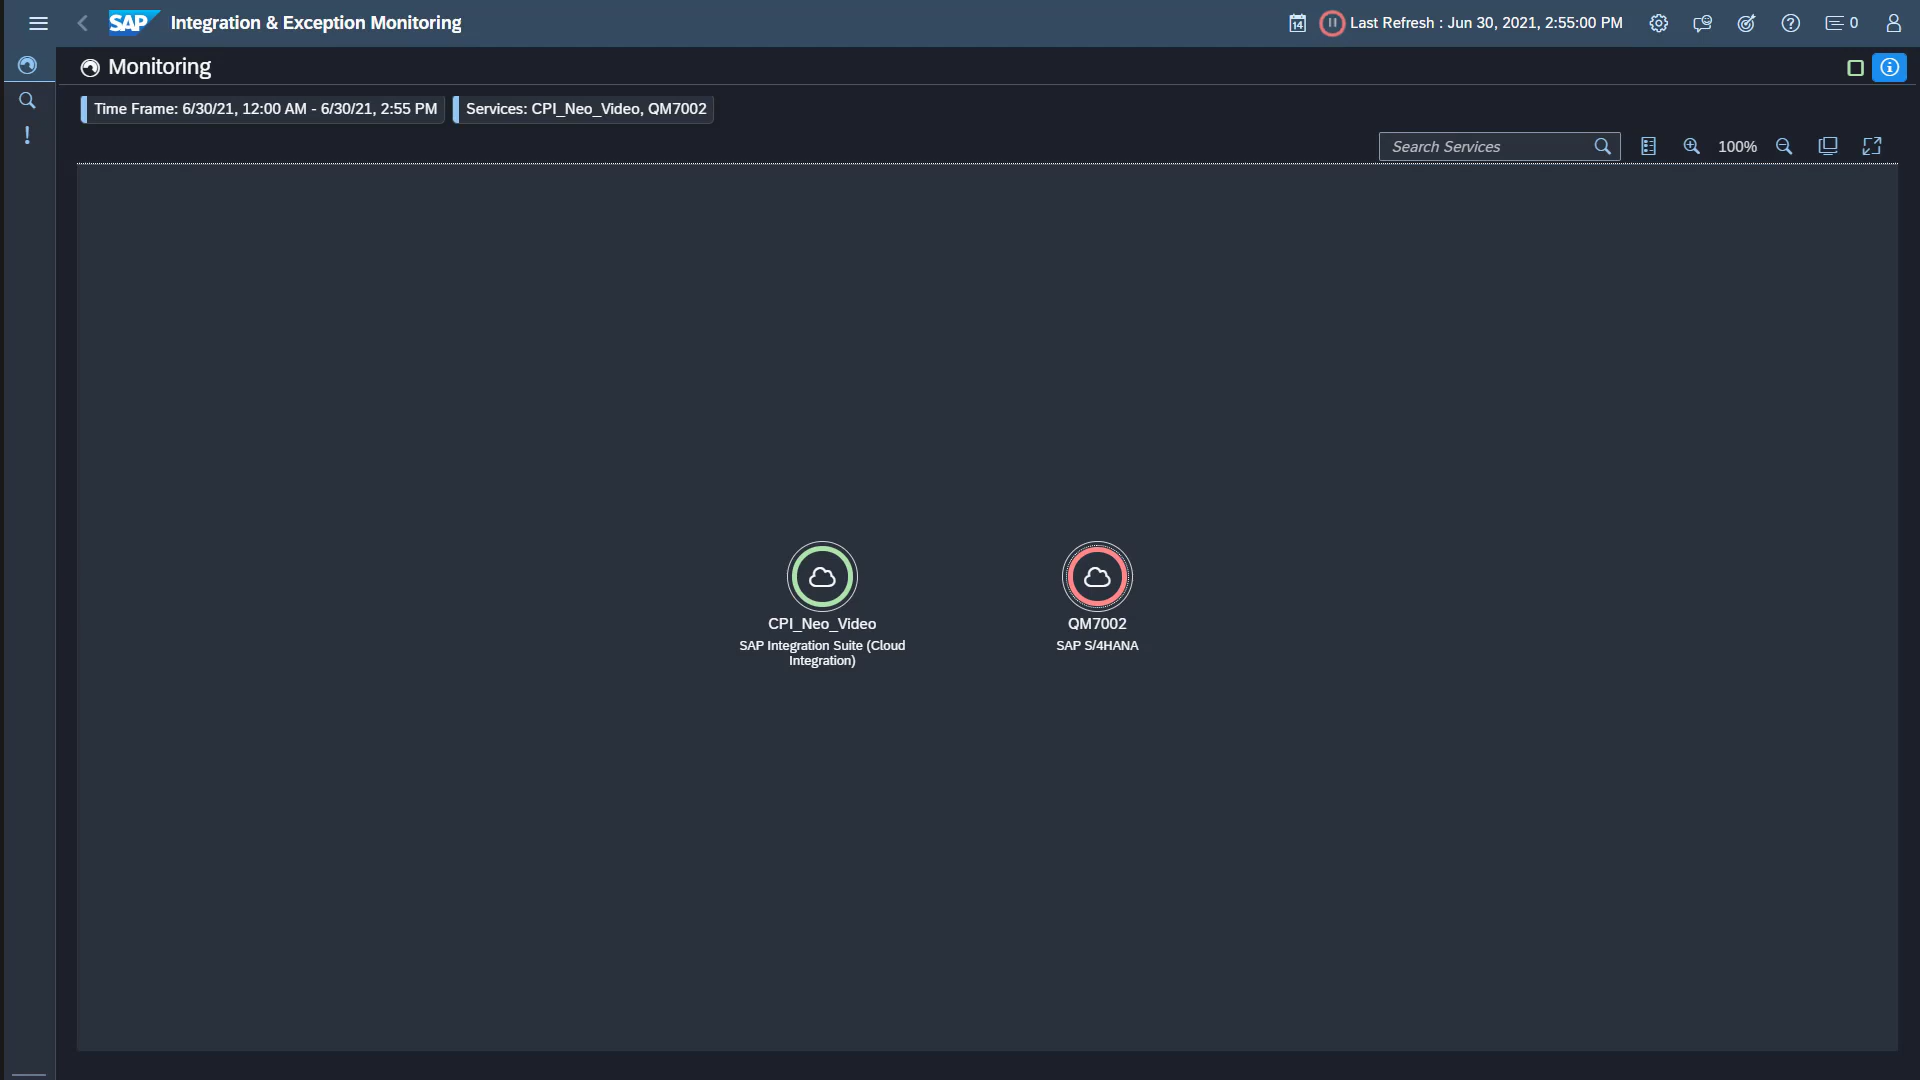 SAP Integration & Exception Monitoring
14 Last Refresh : Jun 30, 2021, 2:55:00 PM 0
Monitoring
Time Frame: 6/30/21, 12:00 AM - 6/30/21, 2:55 PM
Services: CPI_Neo_Video, QM7002
Search Services
100%
CPI_Neo_Video
SAP Integration Suite (Cloud
Integration)
QM7002
SAP S/4HANA